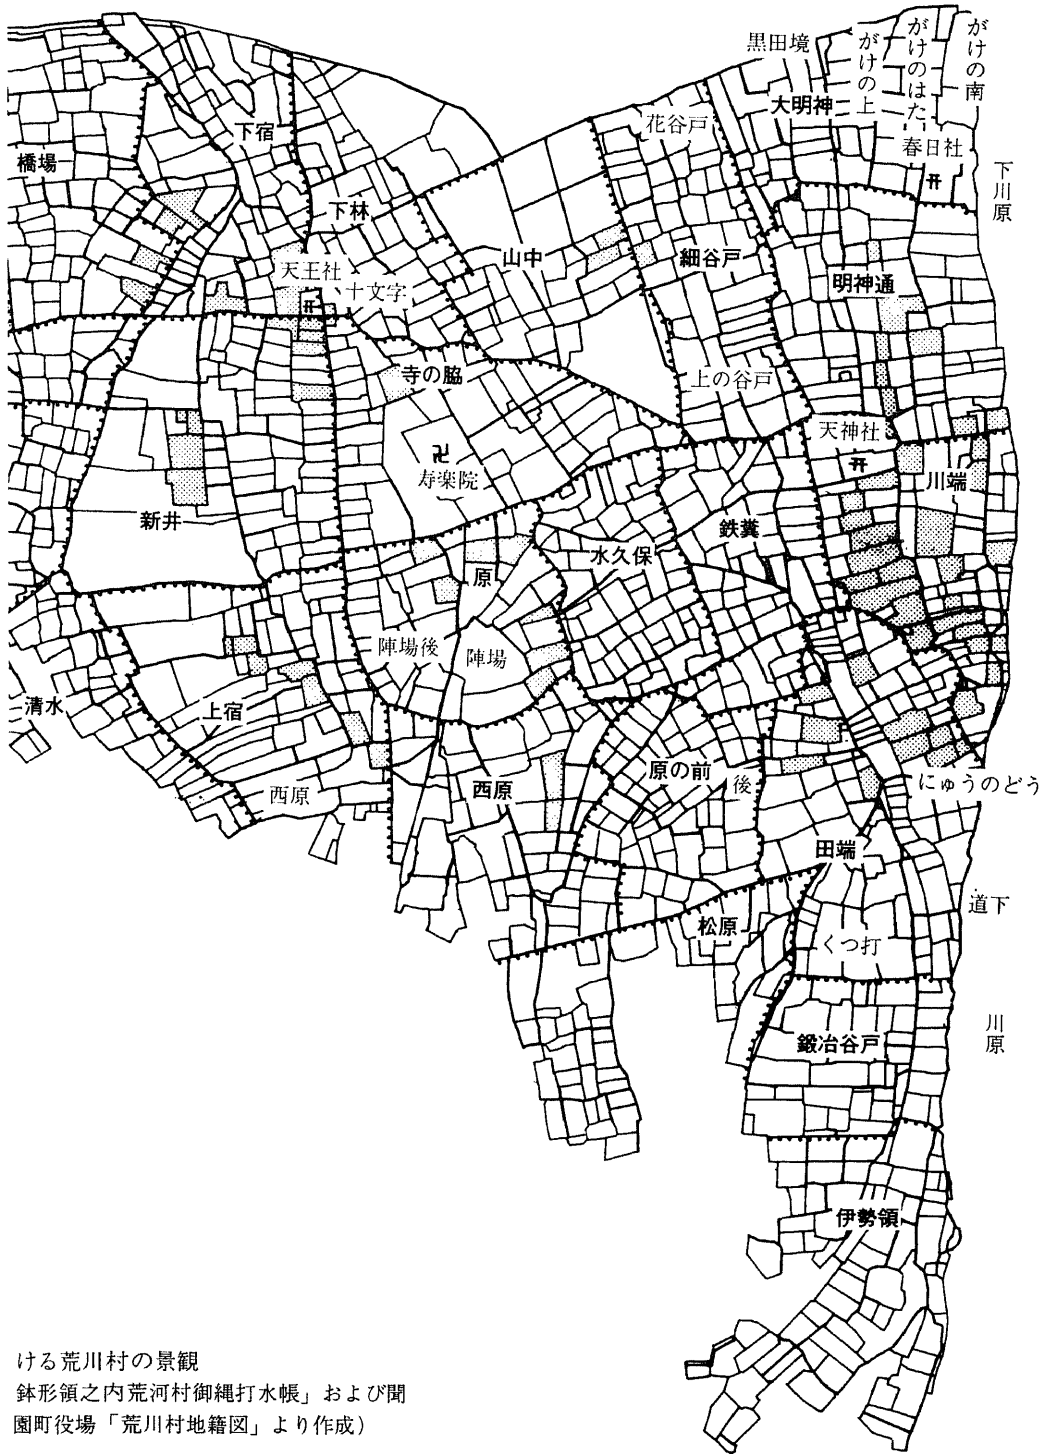 黒田境
がけの上
がけのはた
がけの南
大明神
花谷戸
春日社
下川原
下宿
橋場
下林
山中
細谷戸
明神通
天王社
十文字
寺の脇
上の谷戸
天神社
寿楽院
川端
新井
鉄糞
水久保
原
陣場後
陣場
清水
上宿
西原
西原
原の前
後
にゅうのどう
田端
道下
松原
くつ打
川原
鍛冶谷戸
伊勢領
ける荒川村の景観
鉢形領之内荒河村御縄打水帳」および聞
園町役場「荒川村地籍図」より作成）